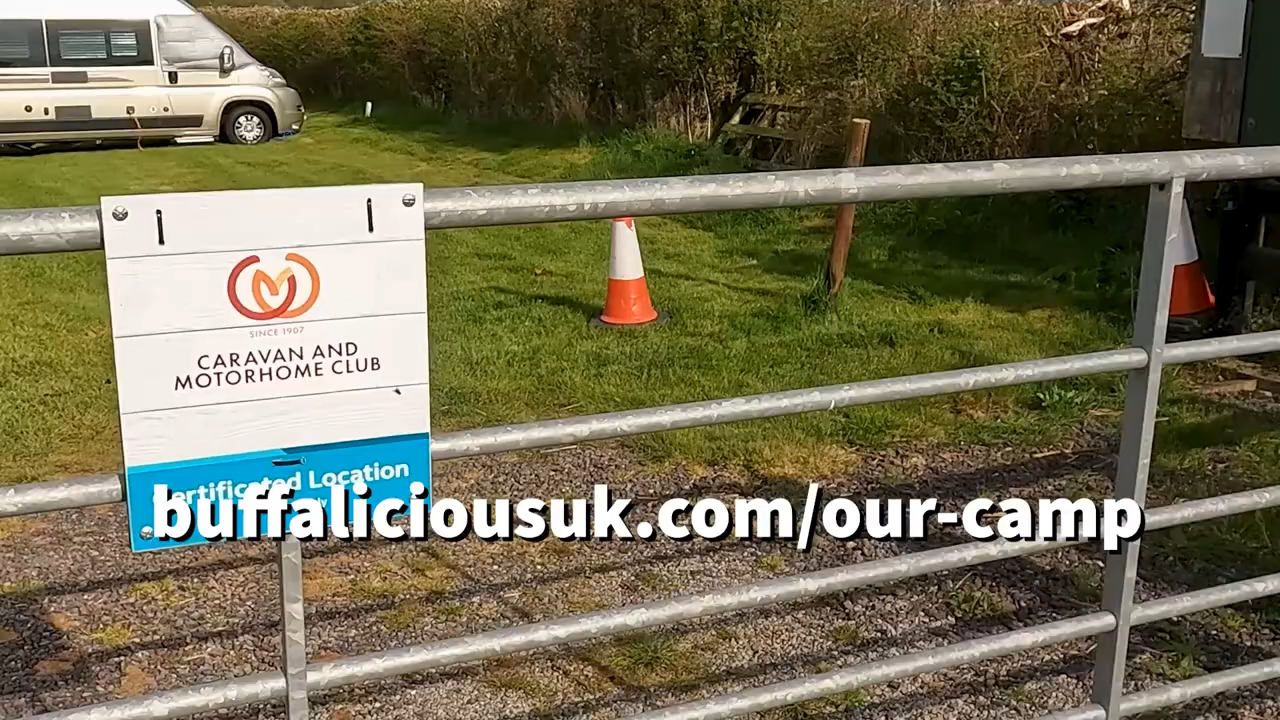 SINCE 1907
CARAVAN AND
MOTORHOME CLUB
Certificated Location
buffaliciousuk.com/our-camp